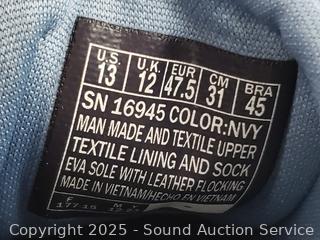 U.S. U.K. EUR CM BRA
13 12 47.5 31 45
SN 16945 COLOR:NVY
MAN MADE AND TEXTILE UPPER
TEXTILE LINING AND SOCK
EVA SOLE WITH LEATHER FLOCKING
MADE IN VIETNAM/HECHO EN VIETNAM
Copyright 2025 - Sound Auction Service